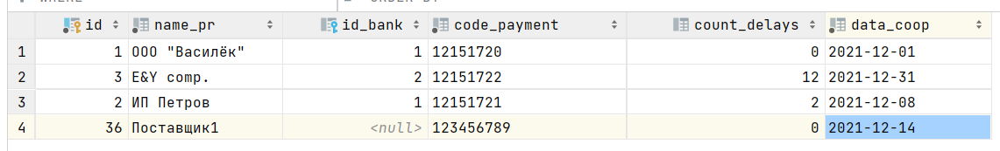 id name_pr id_bank code_payment count_delays data_coop
1 1 ООО "Василёк" 1 12151720 0 2021-12-01
2 3 E&Y comp. 2 12151722 12 2021-12-31
3 2 ИП Петров 1 12151721 2 2021-12-08
4 36 Поставщик1 <null> 123456789 0 2021-12-14